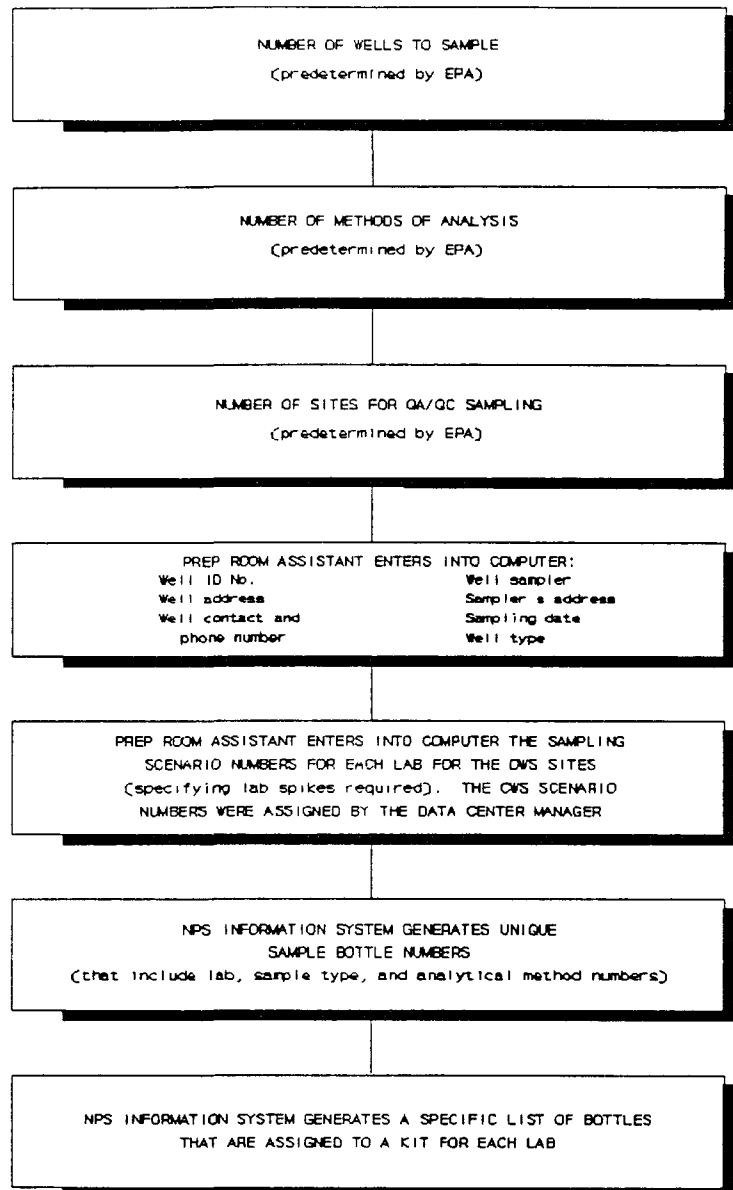 NUMBER OF WELLS TO SAMPLE
(predetermined by EPA)
NUMBER OF METHODS OF ANALYSIS
(predetermined by EPA)
NUMBER OF SITES FOR QA/QC SAMPLING
(predetermined by EPA)
PREP ROOM ASSISTANT ENTERS INTO COMPUTER:
Well ID No.
Well address
Well contact and
phone number
Well sampler
Sampler s address
Sampling date
Well type
PREP ROOM ASSISTANT ENTERS INTO COMPUTER THE SAMPLING
SCENARIO NUMBERS FOR EACH LAB FOR THE CWS SITES
(specifying lab spikes required). THE CWS SCENARIO
NUMBERS WERE ASSIGNED BY THE DATA CENTER MANAGER
NPS INFORMATION SYSTEM GENERATES UNIQUE
SAMPLE BOTTLE NUMBERS
(that include lab, sample type, and analytical method numbers)
NPS INFORMATION SYSTEM GENERATES A SPECIFIC LIST OF BOTTLES
THAT ARE ASSIGNED TO A KIT FOR EACH LAB